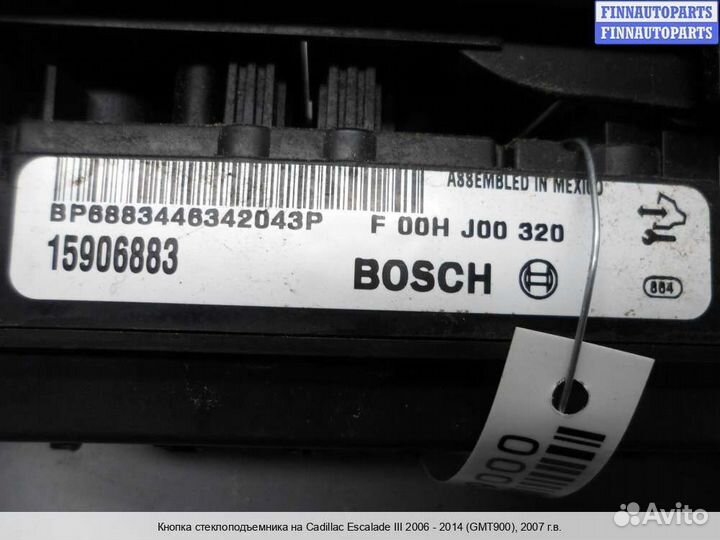 FINNAUTOPARTS
FINNAUTOPARTS
ASSEMBLED IN MEXICO
BP6883446342043P
F 00H J00 320
15906883
BOSCH
884
000
Кнопка стеклоподъемника на Cadillac Escalade III 2006 - 2014 (GMT900), 2007 г.в.
Avito